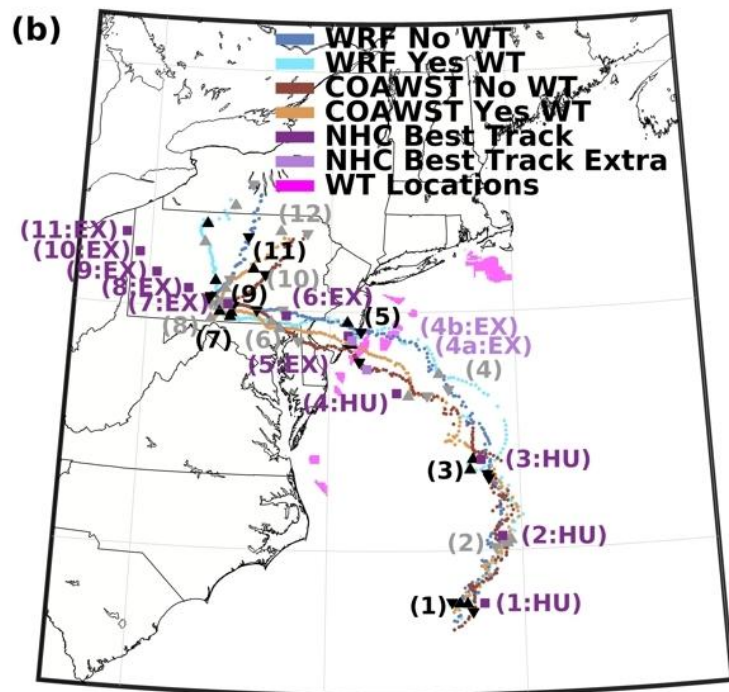 (b)
WRF No WT
WRF Yes WT
COAWST No WT
COAWST Yes WT
NHC Best Track
NHC Best Track Extra
WT Locations
(12)
(11:EX)
(10:EX)
(11)
(9:EX)
(10)
(8:EX)
(9)
(7:EX)
(6:EX)
(8)
(7)
(6)
(5)
(4b:EX)
(4a:EX)
(5:EX)
(4)
(4:HU)
(3)
(3:HU)
(2)
(2:HU)
(1)
(1:HU)